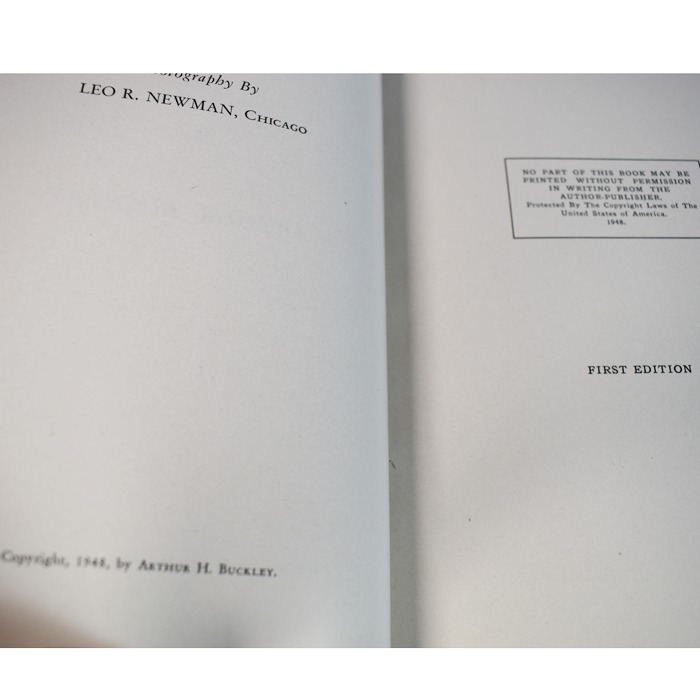 By
LEO R. NEWMAN, CHICAGO
Copyright, 1948, by ARTHUR H. BUCKLEY.
NO PART OF THIS BOOK MAY BE
PRINTED WITHOUT PERMISSION
IN WRITING FROM THE
AUTHOR-PUBLISHER.
Protected By The Copyright Laws of The
United States of America.
1948.
FIRST EDITION